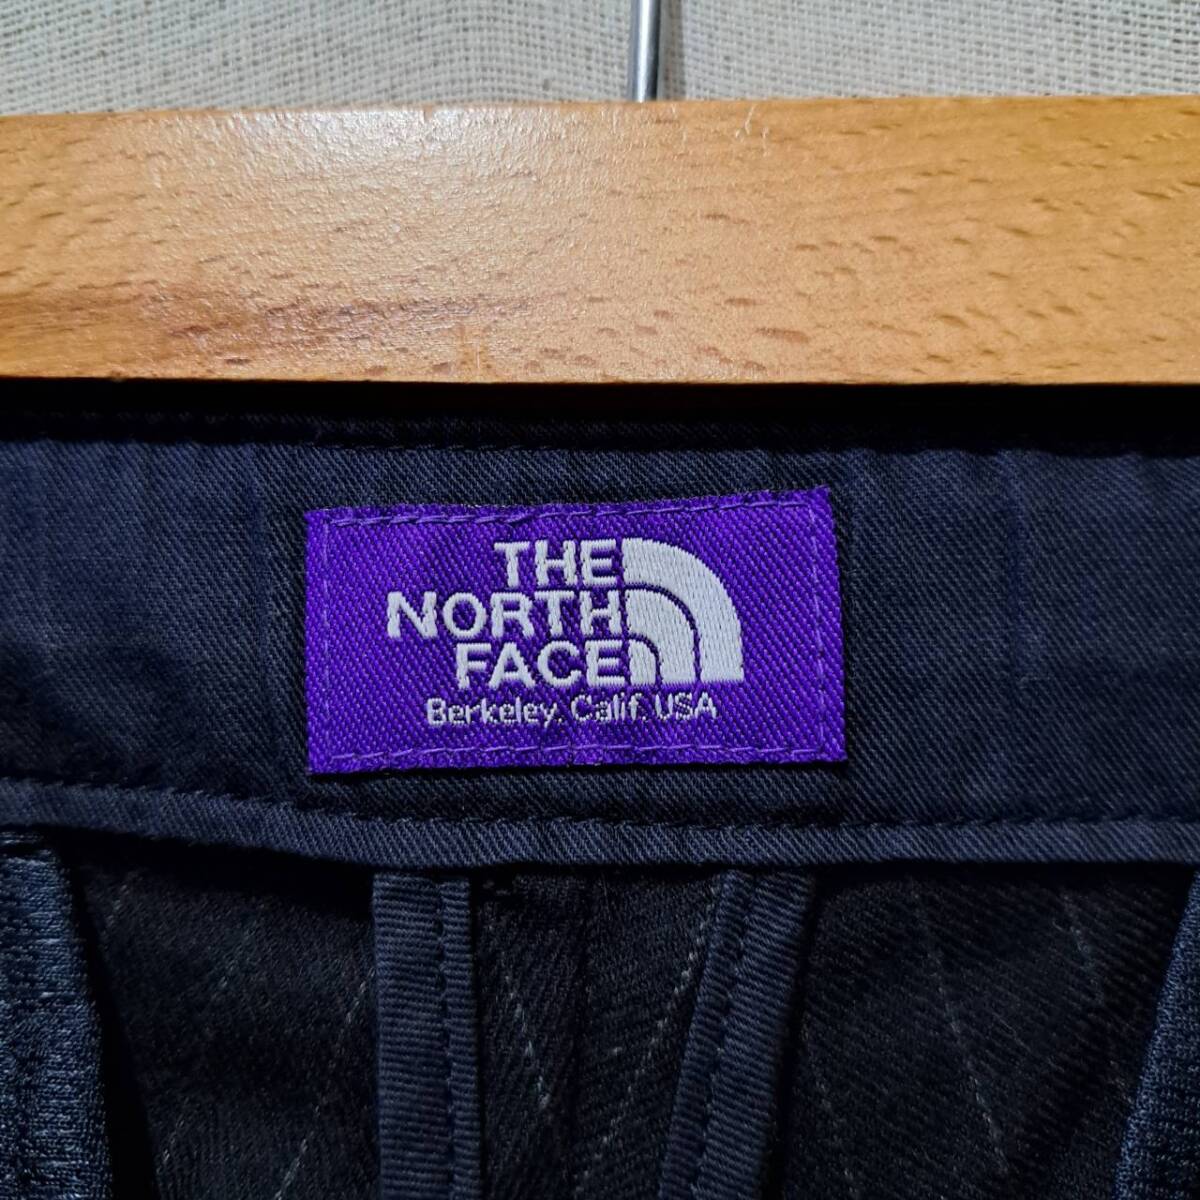 THE
NORTH
FACE
Berkeley, Calif. USA